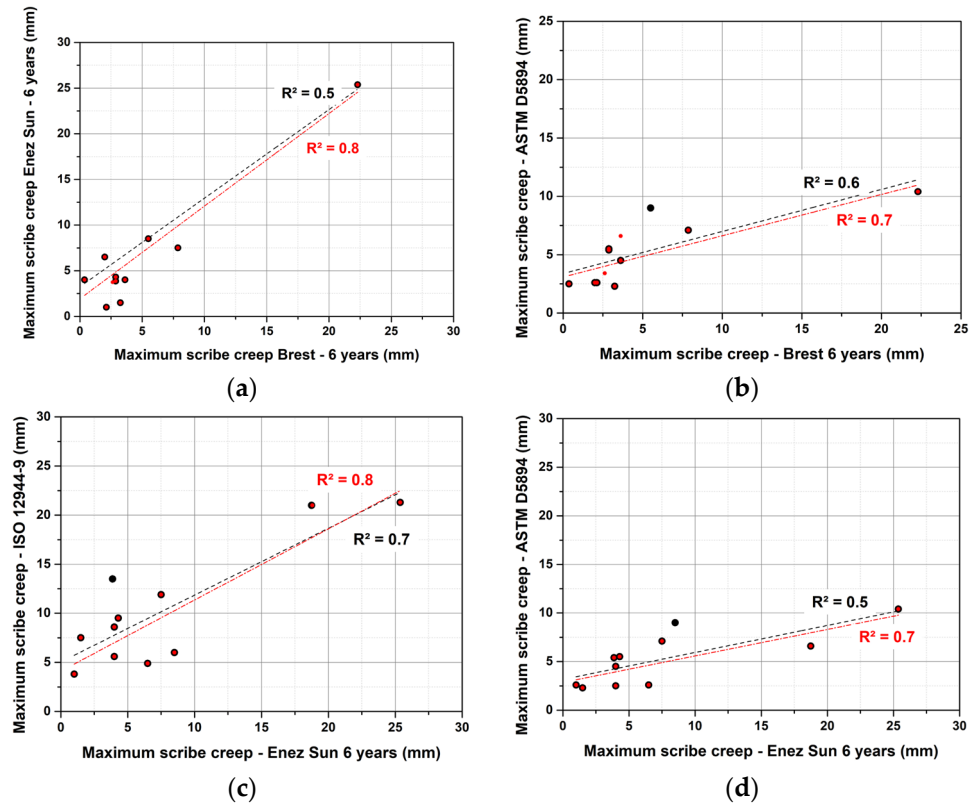 Maximum scribe creep Enez Sun - 6 years (mm)
30
25
20
15
10
5
0
R² = 0.5
R² = 0.8
0 5 10 15 20 25 30
Maximum scribe creep Brest - 6 years (mm)
(a)
Maximum scribe creep - ASTM D5894 (mm)
25
20
15
10
5
0
R² = 0.6
R² = 0.7
0 5 10 15 20 25
Maximum scribe creep - Brest 6 years (mm)
(b)
Maximum scribe creep - ISO 12944-9 (mm)
30
25
20
15
10
5
0
R² = 0.8
R² = 0.7
0 5 10 15 20 25 30
Maximum scribe creep - Enez Sun 6 years (mm)
(c)
Maximum scribe creep - ASTM D5894 (mm)
30
25
20
15
10
5
0
R² = 0.5
R² = 0.7
0 5 10 15 20 25 30
Maximum scribe creep - Enez Sun 6 years (mm)
(d)